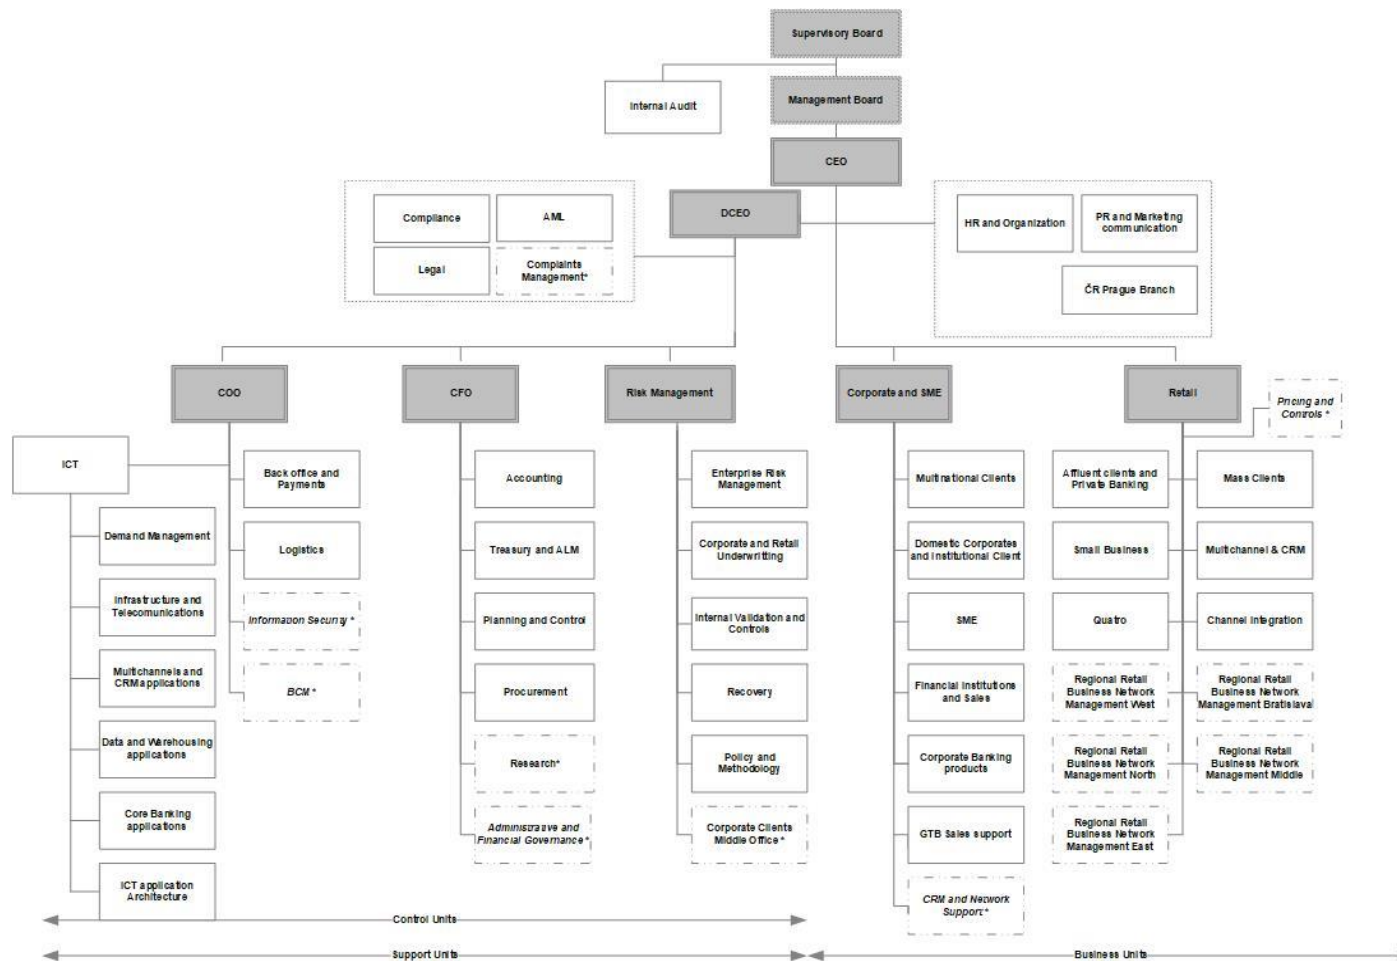 Supervisory Board
Internal Audit
Management Board
CEO
DCEO
Compliance
AML
Legal
Complaints
Management*
HR and Organization
PR and Marketing
communication
ČR Prague Branch
COO
CFO
Risk Management
Corporate and SME
Retail
Pricing and
Controls *
ICT
Demand Management
Infrastructure and
Telecomunications
Multichannels and
CRM applications
Data and Warehousing
applications
Core Banking
applications
ICT application
Architecture
Back office and
Payments
Logistics
Information Security *
BCM *
Accounting
Treasury and ALM
Planning and Control
Procurement
Research*
Administrative and
Financial Governance *
Enterprise Risk
Management
Corporate and Retail
Underwritting
Internal Validation and
Controls
Recovery
Policy and
Methodology
Corporate Clients
Middle Office *
Multinational Clients
Domestic Corporates
and Institutional Client
SME
Financial Institutions
and Sales
Corporate Banking
products
GTB Sales support
CRM and Network
Support *
Affluent clients and
Private Banking
Small Business
Quatro
Regional Retail
Business Network
Management West
Regional Retail
Business Network
Management North
Regional Retail
Business Network
Management East
Mass Clients
Multichannel & CRM
Channel Integration
Regional Retail
Business Network
Management Bratislava
Regional Retail
Business Network
Management Middle
Control Units
Support Units
Business Units